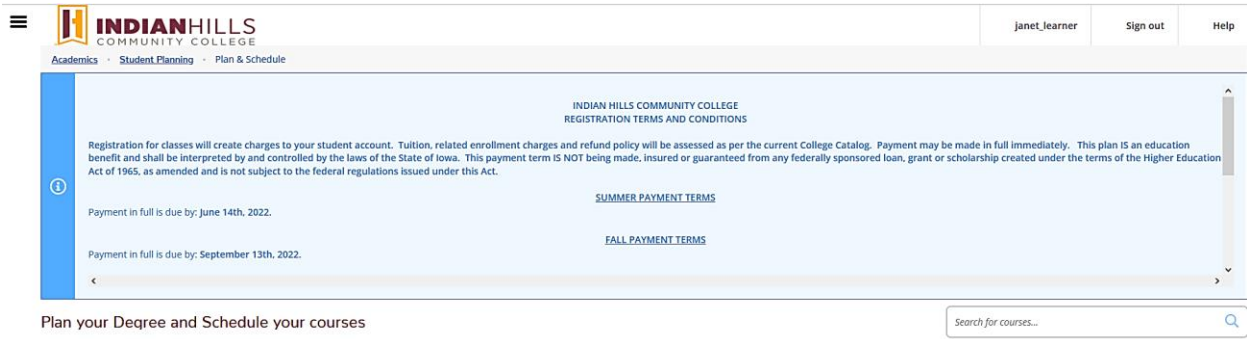 INDIANHILLS
COMMUNITY COLLEGE
janet_learner Sign out Help
Academics · Student Planning · Plan & Schedule
INDIAN HILLS COMMUNITY COLLEGE
REGISTRATION TERMS AND CONDITIONS
Registration for classes will create charges to your student account. Tuition, related enrollment charges and refund policy will be assessed as per the current College Catalog. Payment may be made in full immediately. This plan IS an education
benefit and shall be interpreted by and controlled by the laws of the State of Iowa. This payment term IS NOT being made, insured or guaranteed from any federally sponsored loan, grant or scholarship created under the terms of the Higher Education
Act of 1965, as amended and is not subject to the federal regulations issued under this Act.
SUMMER PAYMENT TERMS
Payment in full is due by: June 14th, 2022.
FALL PAYMENT TERMS
Payment in full is due by: September 13th, 2022.
Plan your Degree and Schedule your courses
Search for courses...